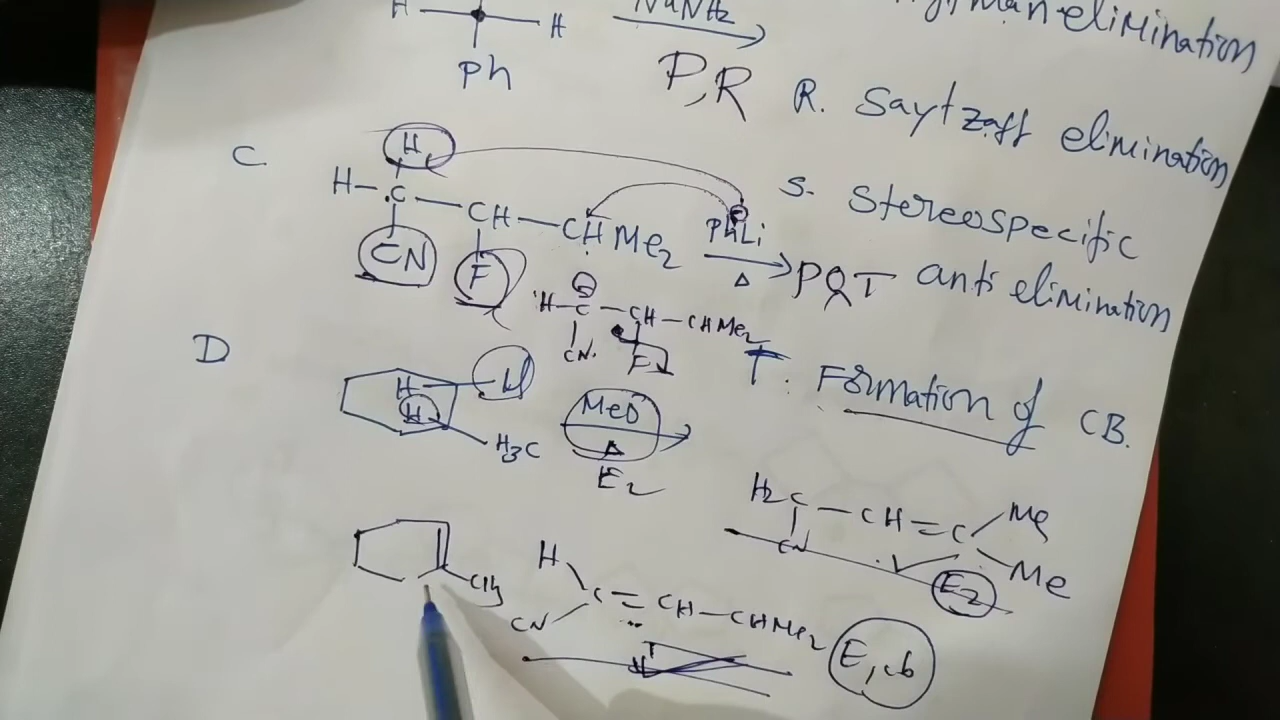 H H NaNH2 elimination
Ph P,R R. Saytzaff elimination
C. H
H-C-CH-CHMe2 PhLi S. Stereospecific
CN F Δ PQT anti elimination
H-C-CH-CHMe2
CN F T. Formation of CB.
D H
H MeO
H3C Δ
E2
H2C-CH=C Me
CN Me
E2
CH3
H C=CH-CHMe2
CN
E1cb